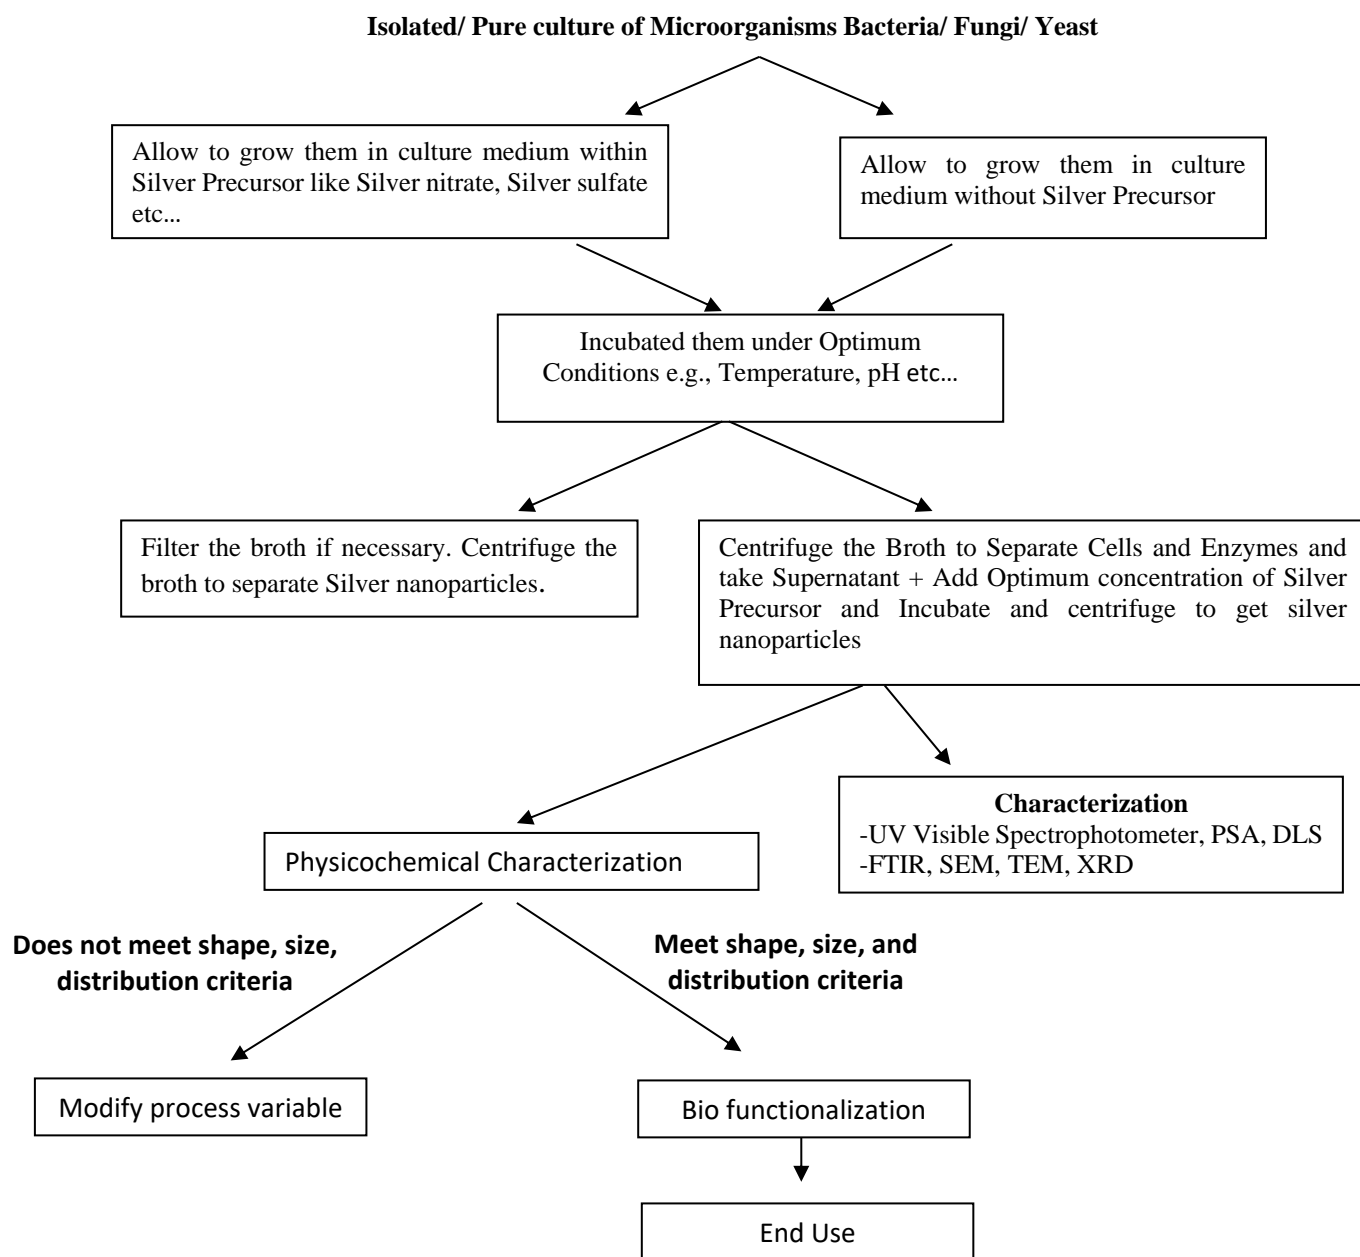 Isolated/ Pure culture of Microorganisms Bacteria/ Fungi/ Yeast
Allow to grow them in culture medium within
Silver Precursor like Silver nitrate, Silver sulfate
etc...
Allow to grow them in culture
medium without Silver Precursor
Incubated them under Optimum
Conditions e.g., Temperature, pH etc...
Filter the broth if necessary. Centrifuge the
broth to separate Silver nanoparticles.
Centrifuge the Broth to Separate Cells and Enzymes and
take Supernatant + Add Optimum concentration of Silver
Precursor and Incubate and centrifuge to get silver
nanoparticles
Characterization
-UV Visible Spectrophotometer, PSA, DLS
-FTIR, SEM, TEM, XRD
Physicochemical Characterization
Does not meet shape, size,
distribution criteria
Meet shape, size, and
distribution criteria
Modify process variable
Bio functionalization
End Use